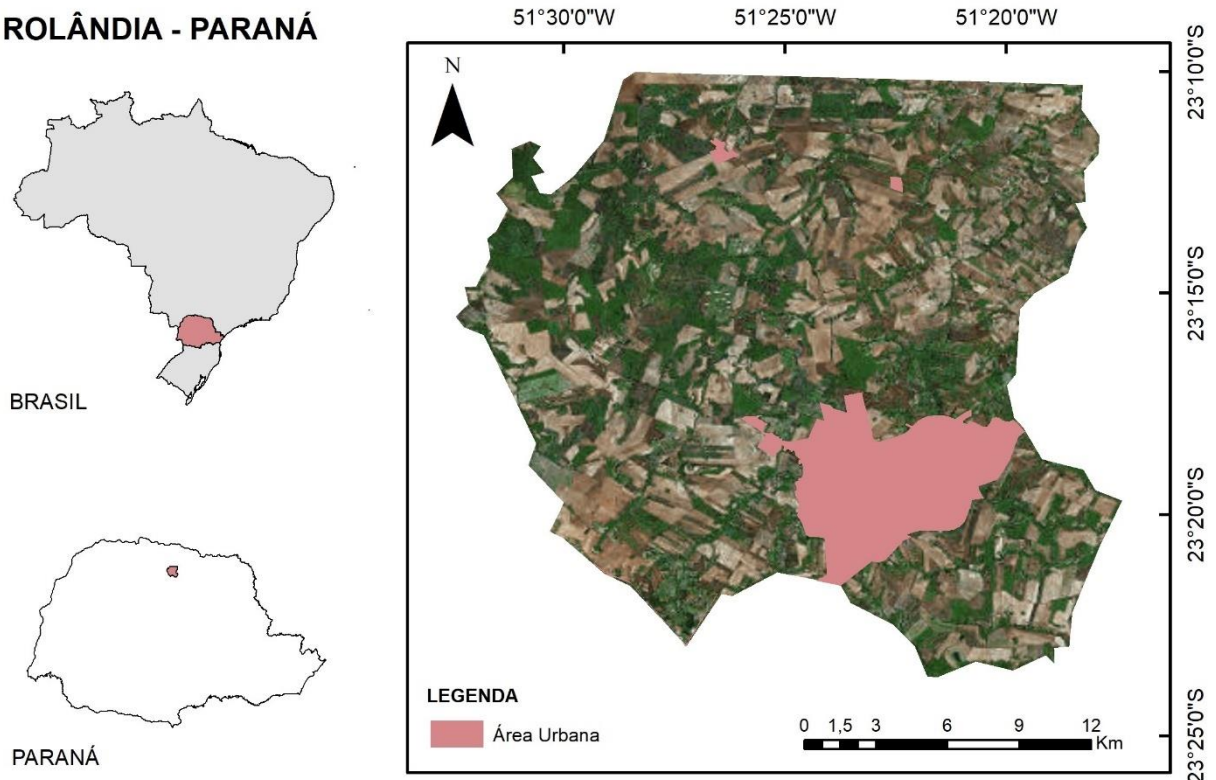 ROLÂNDIA - PARANÁ
BRASIL
PARANÁ
51°30'0"W 51°25'0"W 51°20'0"W
N
23°10'0"S
23°15'0"S
23°20'0"S
23°25'0"S
LEGENDA
Área Urbana
0 1,5 3 6 9 12
Km